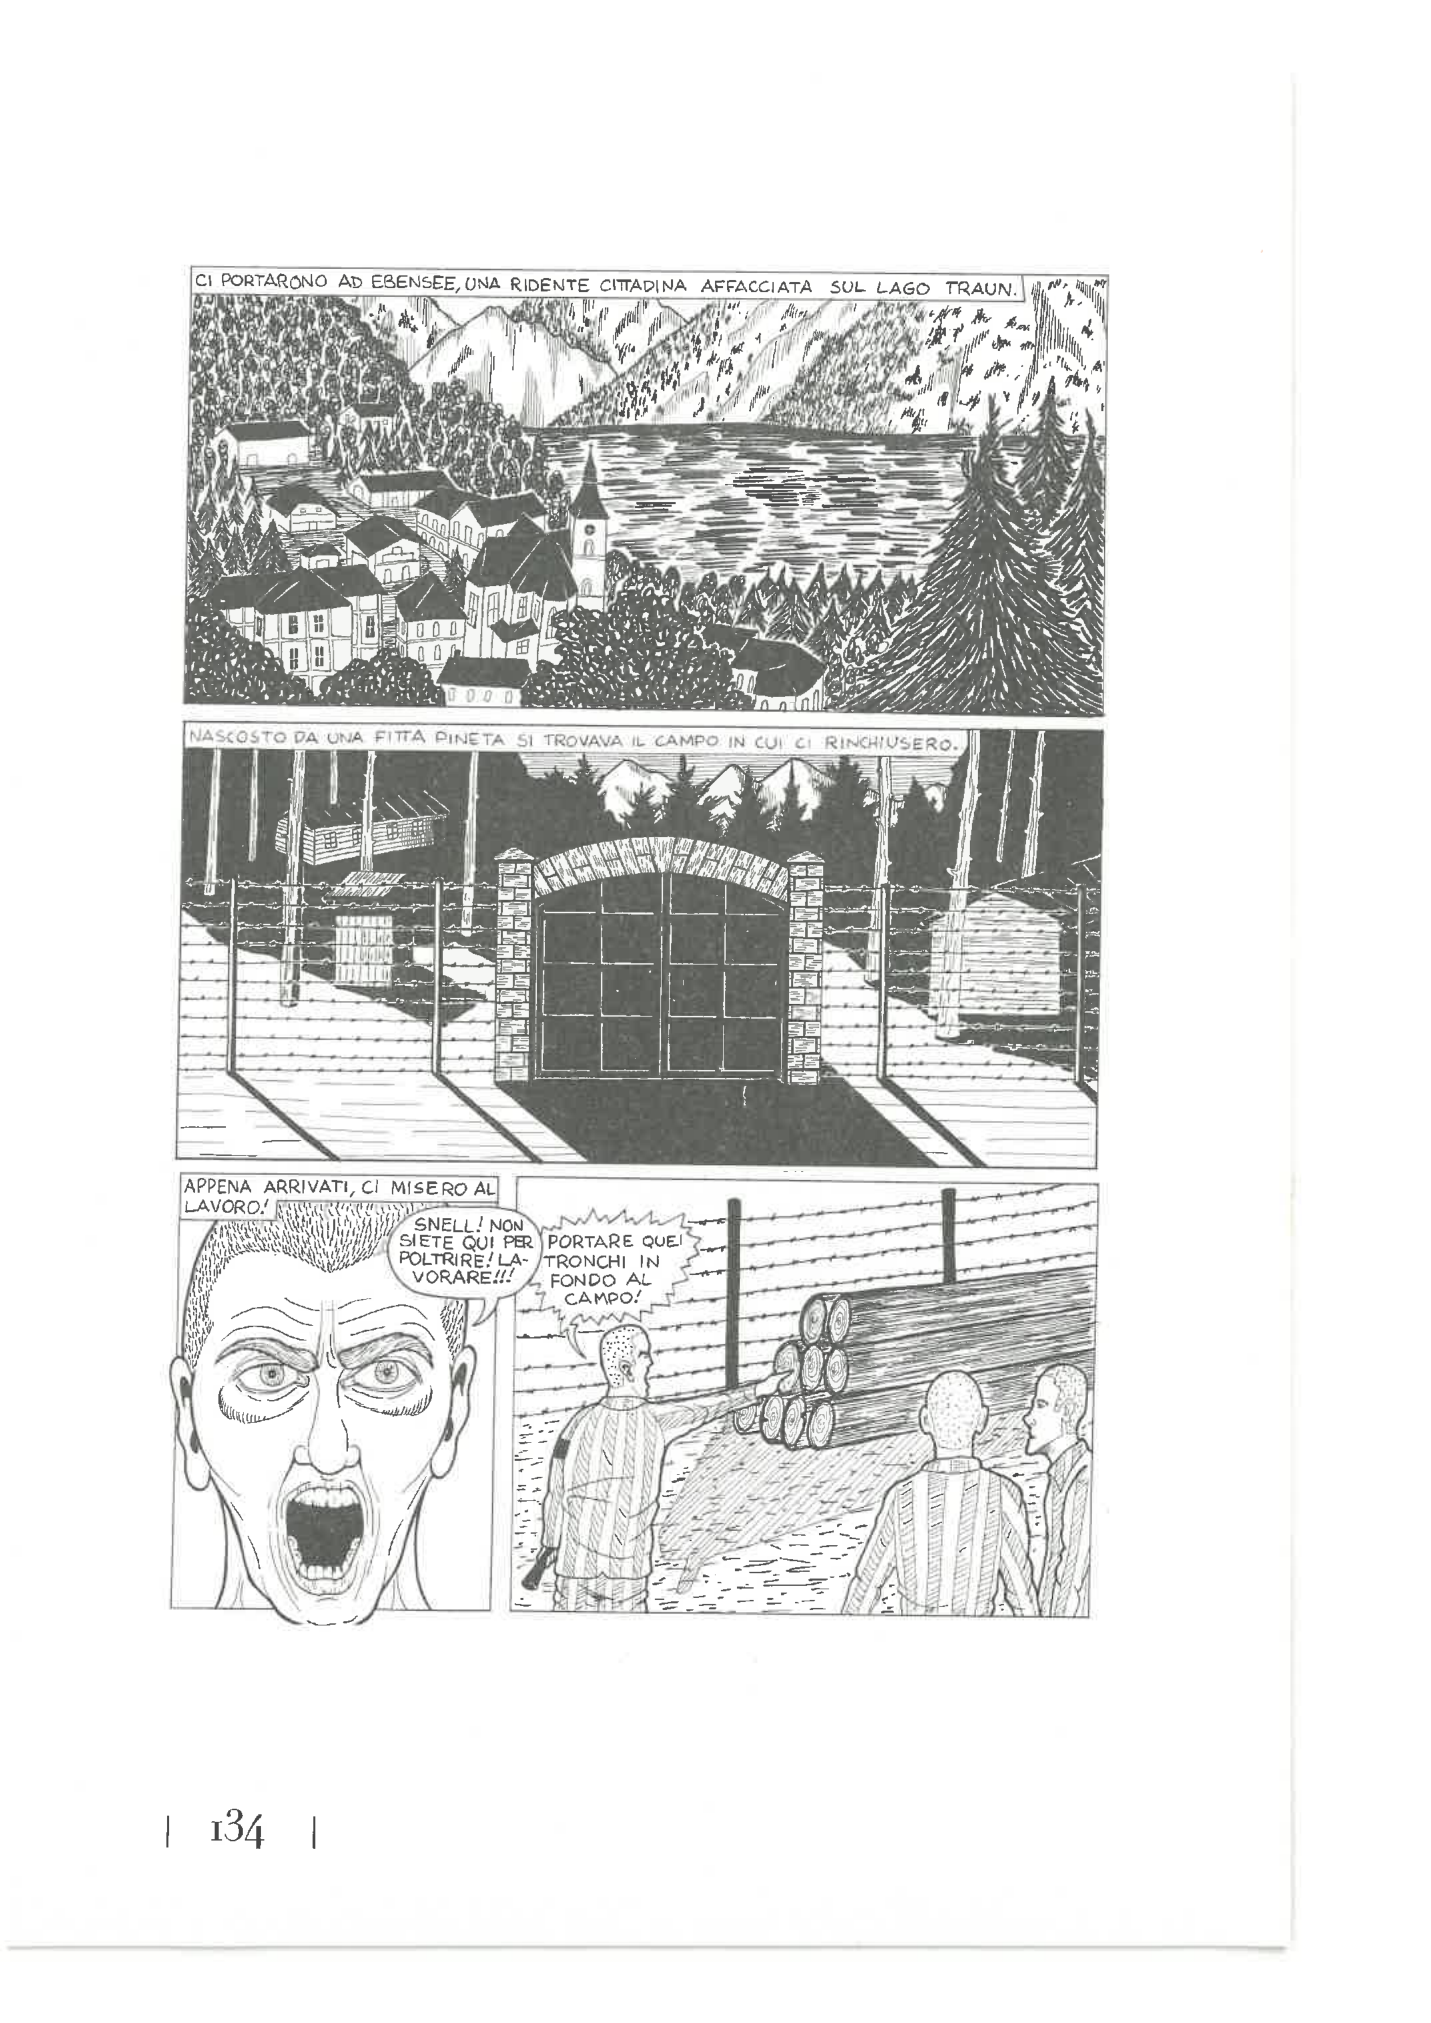 CI PORTARONO AD EBENSEE, UNA RIDENTE CITTADINA AFFACCIATA SUL LAGO TRAUN.
NASCOSTO DA UNA FITTA PINETA SI TROVAVA IL CAMPO IN CUI CI RINCHIUSERO.
APPENA ARRIVATI, CI MISERO AL
LAVORO!
SNELL! NON
SIETE QUI PER
POLTRIRE! LA-
VORARE!!!
PORTARE QUEI
TRONCHI IN
FONDO AL
CAMPO!
| 134 |